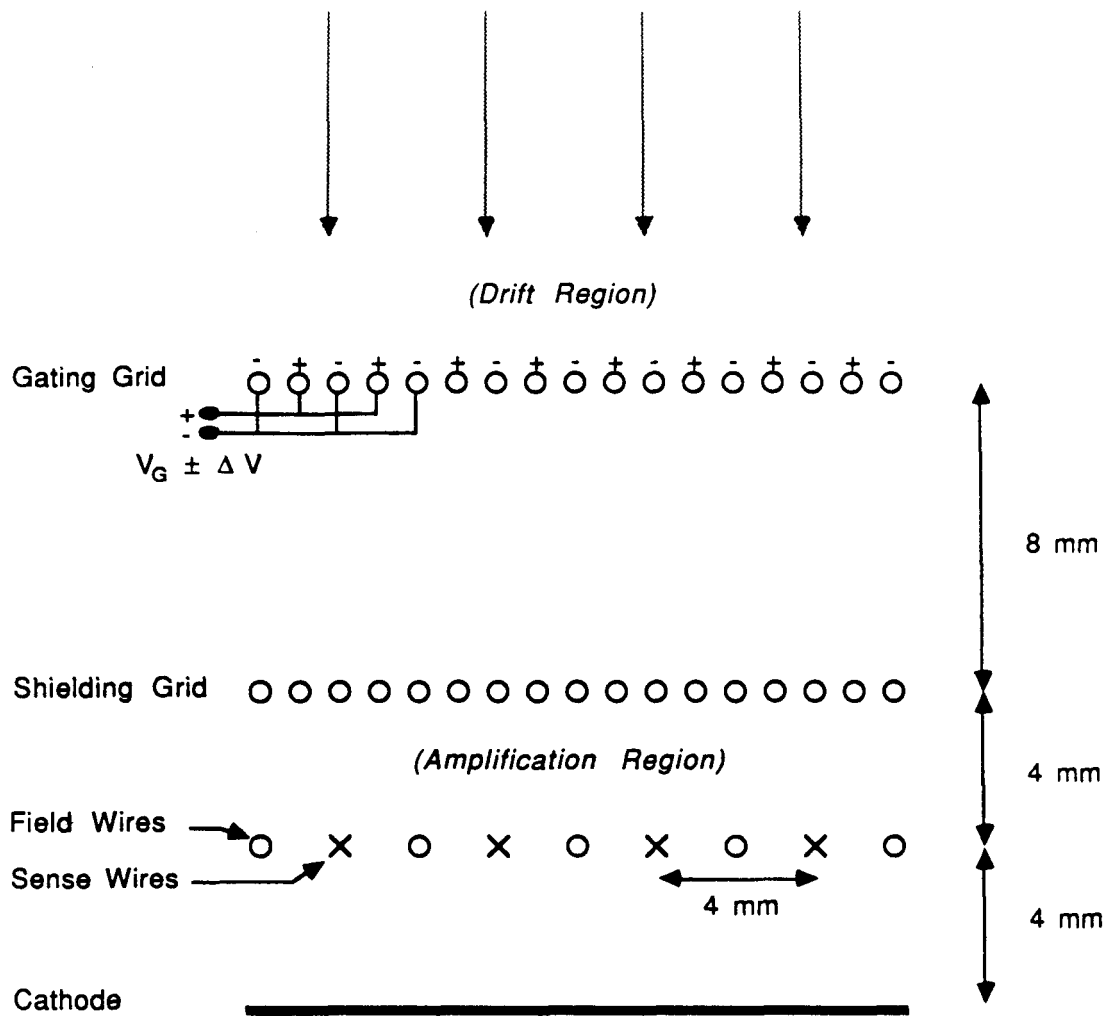 (Drift Region)
- + - + - + - + - + - + - + - + -
Gating Grid
+
-
V_G ± Δ V
8 mm
Shielding Grid
(Amplification Region)
4 mm
Field Wires
Sense Wires
4 mm
4 mm
Cathode